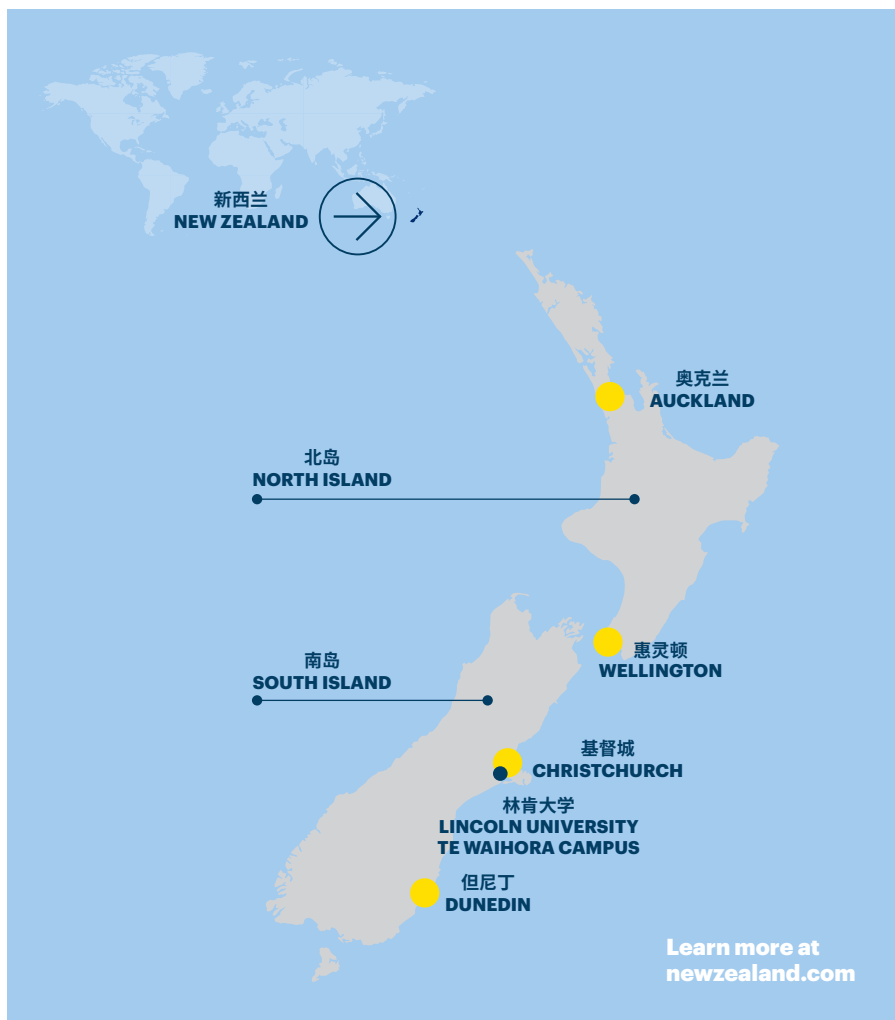 新西兰
NEW ZEALAND
奥克兰
AUCKLAND
北岛
NORTH ISLAND
惠灵顿
WELLINGTON
南岛
SOUTH ISLAND
基督城
CHRISTCHURCH
林肯大学
LINCOLN UNIVERSITY
TE WAIHORA CAMPUS
但尼丁
DUNEDIN
Learn more at
newzealand.com